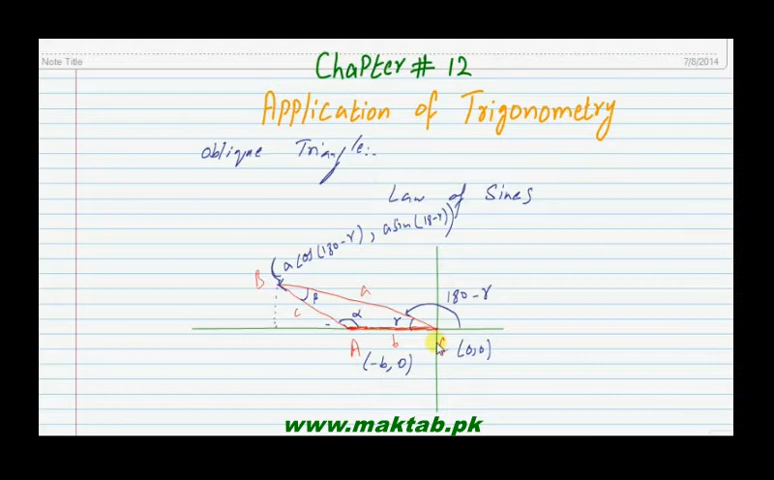 Note Title
7/8/2014
Chapter # 12
Application of Trigonometry
Oblique Triangle:.
Law of Sines
(a cos(180-γ), a sin(18-γ))
B
β
a
c
180-γ
α
γ
A
b
(0,0)
(-b, 0)
www.maktab.pk